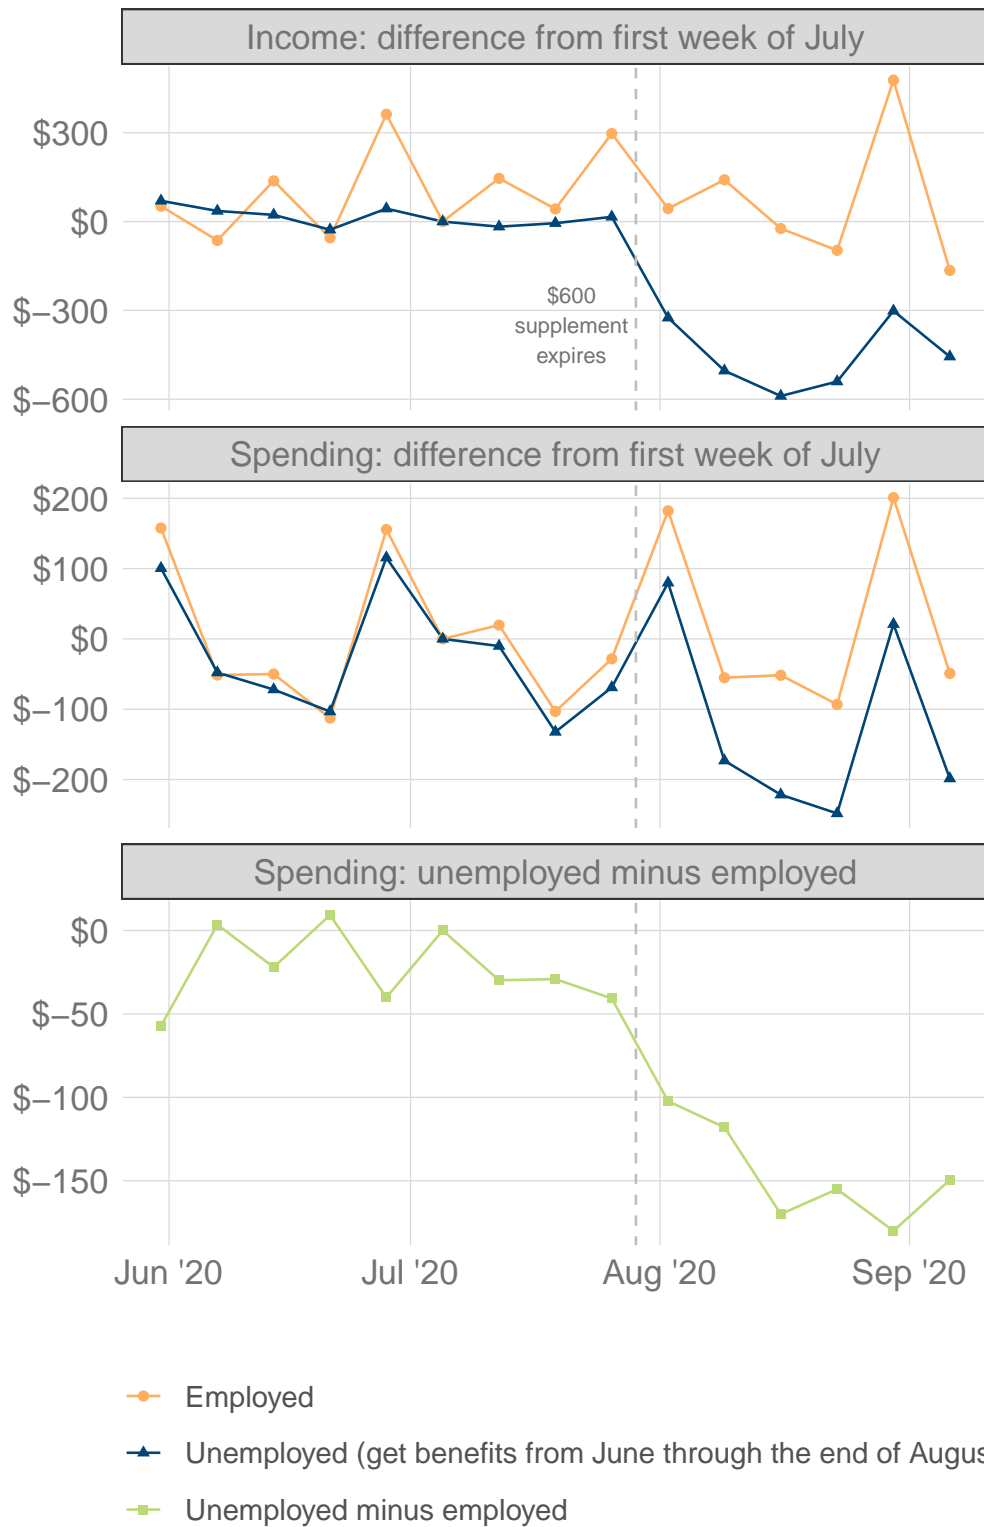 Income: difference from first week of July
$300
$0
$−300
$−600
$600
supplement
expires
Spending: difference from first week of July
$200
$100
$0
$−100
$−200
Spending: unemployed minus employed
$0
$−50
$−100
$−150
Jun '20 Jul '20 Aug '20 Sep '20
Employed
Unemployed (get benefits from June through the end of Augus
Unemployed minus employed